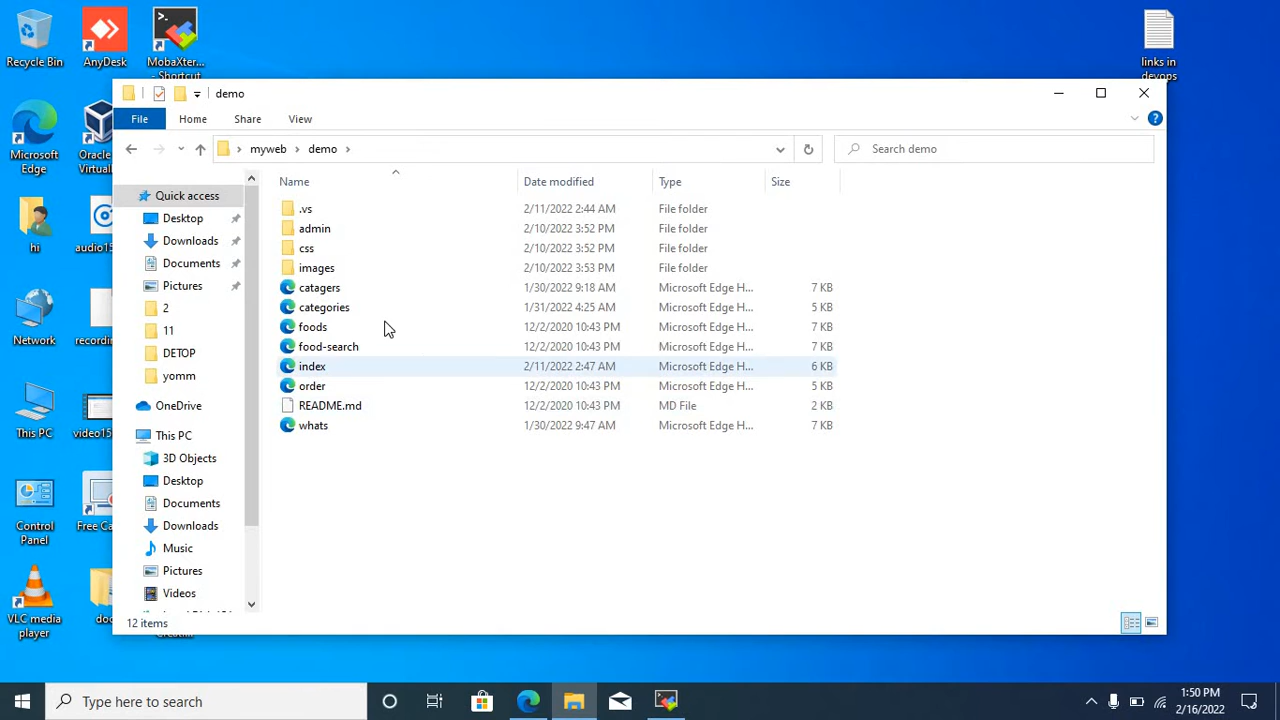 Recycle Bin
AnyDesk
MobaXter...
- Shortcut
links in
devops
demo
File
Home
Share
View
myweb
demo
Search demo
Microsoft
Edge
Oracle
Virtuali
hi
audio15
Network
recordin
This PC
video15
Control
Panel
Free Ca
VLC media
player
doc
Quick access
Desktop
Downloads
Documents
Pictures
2
11
DETOP
yomm
OneDrive
This PC
3D Objects
Desktop
Documents
Downloads
Music
Pictures
Videos
Name Date modified Type Size
.vs 2/11/2022 2:44 AM File folder
admin 2/10/2022 3:52 PM File folder
css 2/10/2022 3:52 PM File folder
images 2/10/2022 3:53 PM File folder
catagers 1/30/2022 9:18 AM Microsoft Edge H... 7 KB
categories 1/31/2022 4:25 AM Microsoft Edge H... 5 KB
foods 12/2/2020 10:43 PM Microsoft Edge H... 7 KB
food-search 12/2/2020 10:43 PM Microsoft Edge H... 7 KB
index 2/11/2022 2:47 AM Microsoft Edge H... 6 KB
order 12/2/2020 10:43 PM Microsoft Edge H... 5 KB
README.md 12/2/2020 10:43 PM MD File 2 KB
whats 1/30/2022 9:47 AM Microsoft Edge H... 7 KB
12 items
Type here to search
1:50 PM
2/16/2022